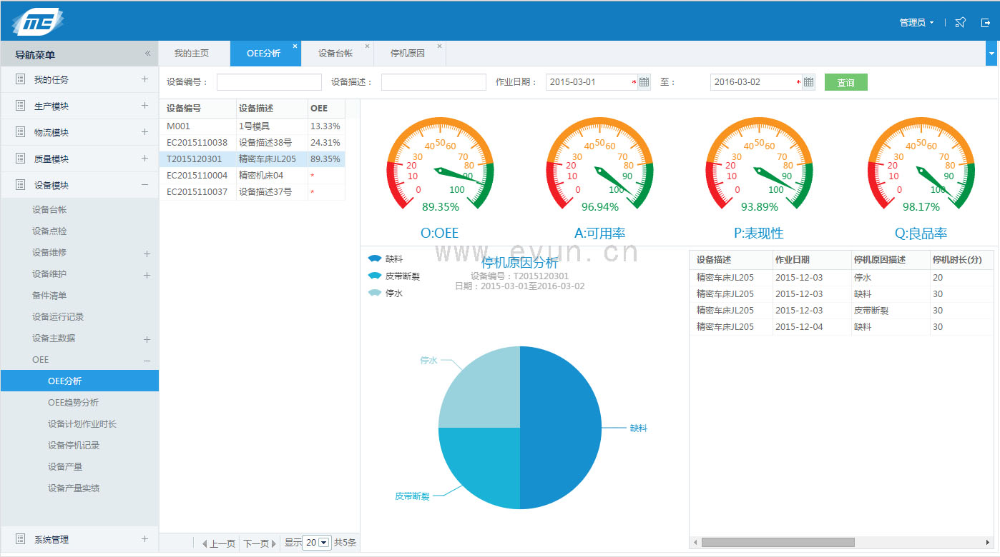 ME
管理员
导航菜单 «
我的主页 OEE分析 × 设备台帐 × 停机原因 ×
我的任务
生产模块
物流模块
质量模块
设备模块
设备台帐
设备点检
设备维修
设备维护
备件清单
设备运行记录
设备主数据
OEE
OEE分析
OEE趋势分析
设备计划作业时长
设备停机记录
设备产量
设备产量实绩
系统管理
设备编号： 设备描述： 作业日期： 2015-03-01 * 至： 2016-03-02 * 查询
设备编号 设备描述 OEE
M001 1号模具 13.33%
EC2015110038 设备描述38号 24.31%
T2015120301 精密车床JL205 89.35%
EC2015110004 精密机床04 *
EC2015110037 设备描述37号 *
上一页 下一页 显示 20 共5条
0 10 20 30 40 50 60 70 80 90 100
89.35%
O:OEE
0 10 20 30 40 50 60 70 80 90 100
96.94%
A:可用率
0 10 20 30 40 50 60 70 80 90 100
93.89%
P:表现性
0 10 20 30 40 50 60 70 80 90 100
98.17%
Q:良品率
www.eyun.cn
缺料
皮带断裂
停水
停机原因分析
设备编号：T2015120301
日期：2015-03-01至2016-03-02
停水
缺料
皮带断裂
设备描述 作业日期 停机原因描述 停机时长(分)
精密车床JL205 2015-12-03 停水 20
精密车床JL205 2015-12-03 缺料 30
精密车床JL205 2015-12-03 皮带断裂 30
精密车床JL205 2015-12-04 缺料 30